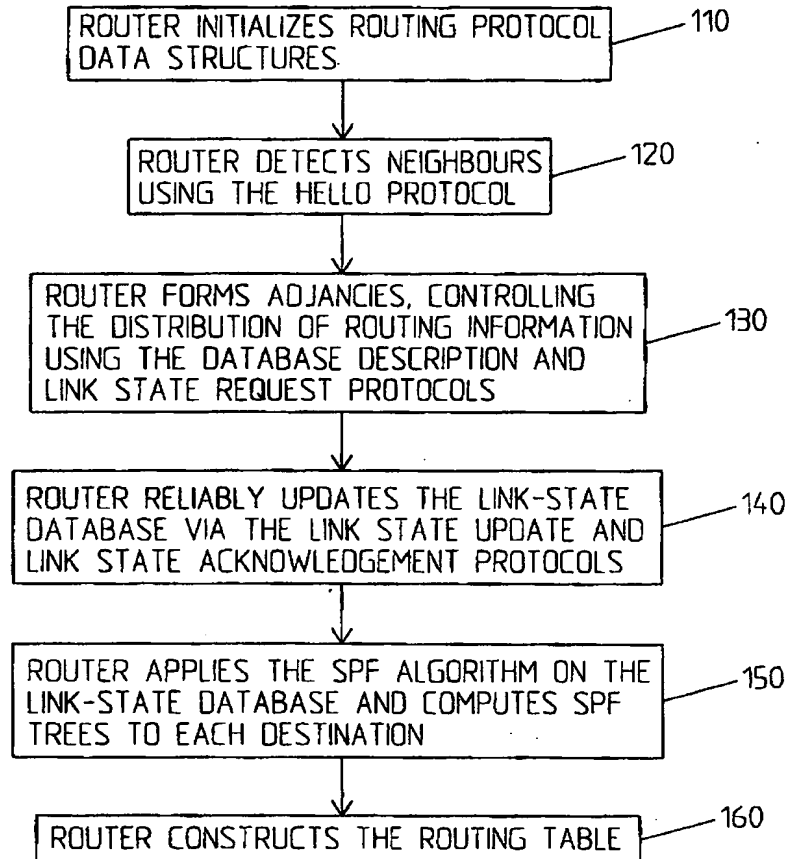 ROUTER INITIALIZES ROUTING PROTOCOL
DATA STRUCTURES.
110
ROUTER DETECTS NEIGHBOURS
USING THE HELLO PROTOCOL
120
ROUTER FORMS ADJANCIES, CONTROLLING
THE DISTRIBUTION OF ROUTING INFORMATION
USING THE DATABASE DESCRIPTION AND
LINK STATE REQUEST PROTOCOLS
130
ROUTER RELIABLY UPDATES THE LINK-STATE
DATABASE VIA THE LINK STATE UPDATE AND
LINK STATE ACKNOWLEDGEMENT PROTOCOLS
140
ROUTER APPLIES THE SPF ALGORITHM ON THE
LINK-STATE DATABASE AND COMPUTES SPF
TREES TO EACH DESTINATION
150
ROUTER CONSTRUCTS THE ROUTING TABLE
160